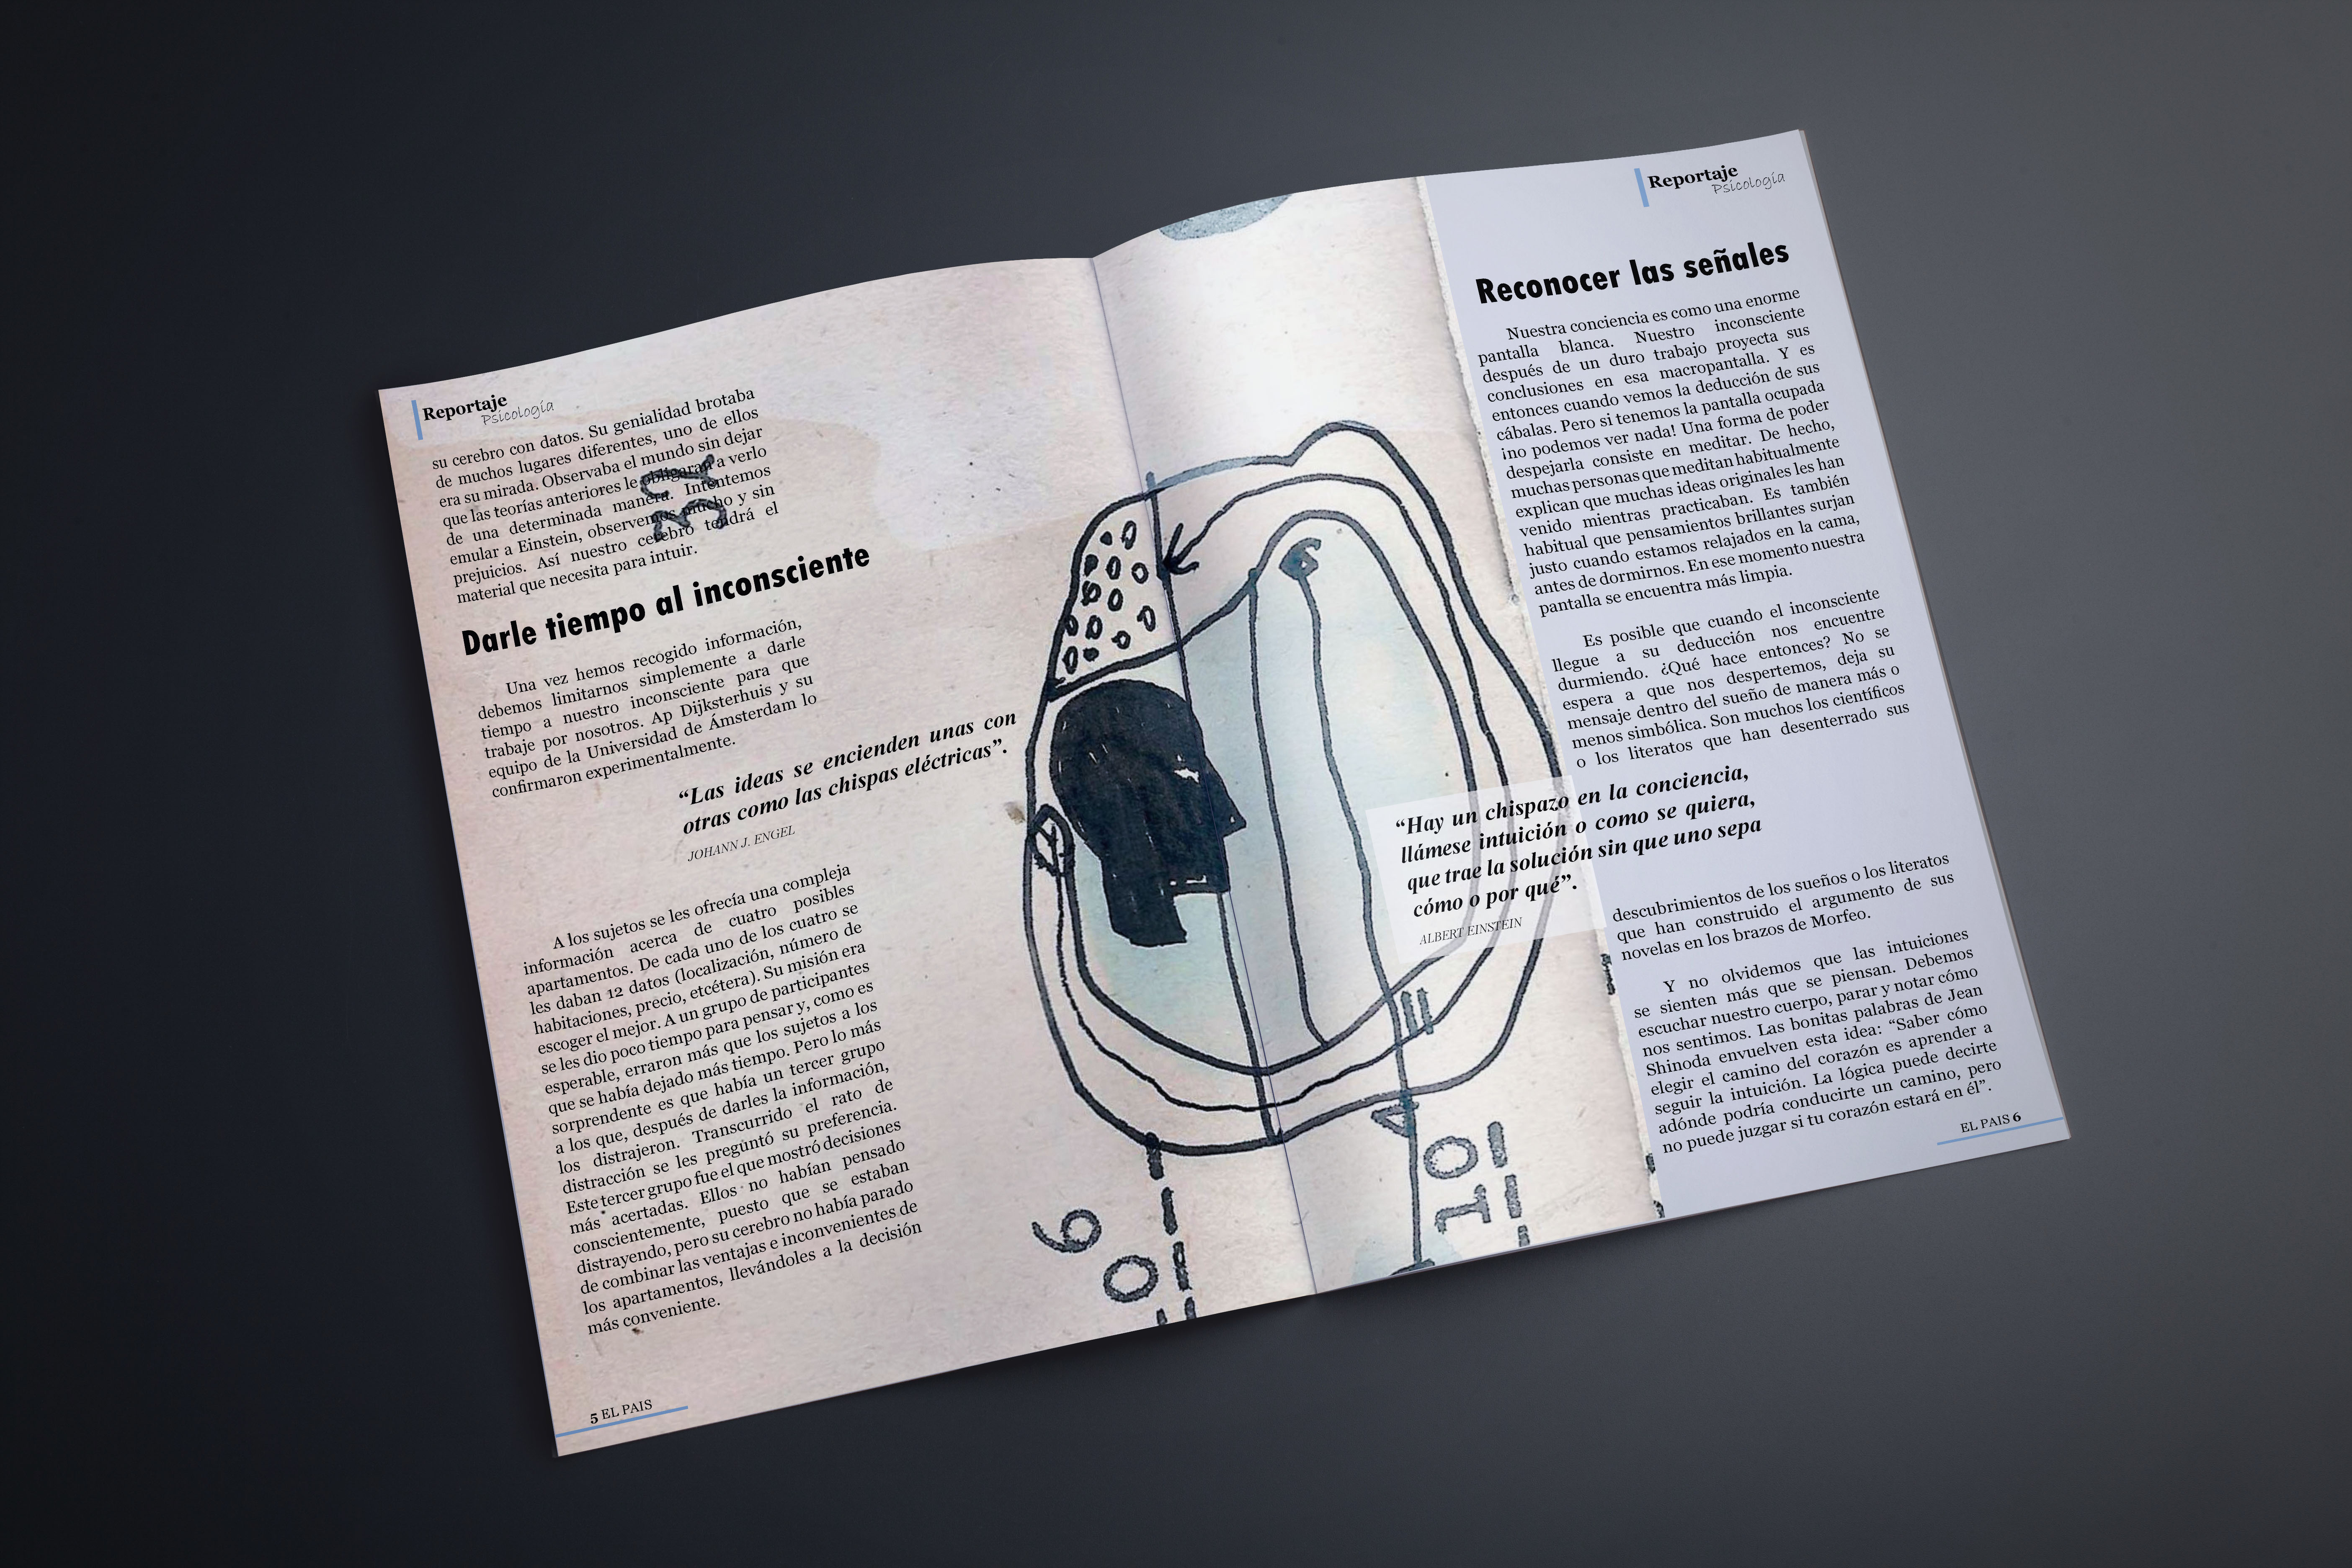 Reportaje
Psicología
su cerebro con datos. Su genialidad brotaba
de muchos lugares diferentes, uno de ellos
era su mirada. Observaba el mundo sin dejar
que las teorías anteriores le obligaran a verlo
de una determinada manera. Intentemos
emular a Einstein, observemos mucho y sin
prejuicios. Así nuestro cerebro tendrá el
material que necesita para intuir.
Darle tiempo al inconsciente
Una vez hemos recogido información,
debemos limitarnos simplemente a darle
tiempo a nuestro inconsciente para que
trabaje por nosotros. Ap Dijksterhuis y su
equipo de la Universidad de Ámsterdam lo
confirmaron experimentalmente.
“Las ideas se encienden unas con
otras como las chispas eléctricas”.
JOHANN J. ENGEL
A los sujetos se les ofrecía una compleja
información acerca de cuatro posibles
apartamentos. De cada uno de los cuatro se
les daban 12 datos (localización, número de
habitaciones, precio, etcétera). Su misión era
escoger el mejor. A un grupo de participantes
se les dio poco tiempo para pensar y, como es
esperable, erraron más que los sujetos a los
que se había dejado más tiempo. Pero lo más
sorprendente es que había un tercer grupo
a los que, después de darles la información,
los distrajeron. Transcurrido el rato de
distracción se les preguntó su preferencia.
Este tercer grupo fue el que mostró decisiones
más acertadas. Ellos no habían pensado
conscientemente, puesto que se estaban
distrayendo, pero su cerebro no había parado
de combinar las ventajas e inconvenientes de
los apartamentos, llevándoles a la decisión
más conveniente.
5 EL PAIS
6
0
10
Reportaje
Psicología
Reconocer las señales
Nuestra conciencia es como una enorme
pantalla blanca. Nuestro inconsciente
después de un duro trabajo proyecta sus
conclusiones en esa macropantalla. Y es
entonces cuando vemos la deducción de sus
cábalas. Pero si tenemos la pantalla ocupada
¡no podemos ver nada! Una forma de poder
despejarla consiste en meditar. De hecho,
muchas personas que meditan habitualmente
explican que muchas ideas originales les han
venido mientras practicaban. Es también
habitual que pensamientos brillantes surjan
justo cuando estamos relajados en la cama,
antes de dormirnos. En ese momento nuestra
pantalla se encuentra más limpia.
Es posible que cuando el inconsciente
llegue a su deducción nos encuentre
durmiendo. ¿Qué hace entonces? No se
espera a que nos despertemos, deja su
mensaje dentro del sueño de manera más o
menos simbólica. Son muchos los científicos
o los literatos que han desenterrado sus
“Hay un chispazo en la conciencia,
llámese intuición o como se quiera,
que trae la solución sin que uno sepa
cómo o por qué”.
ALBERT EINSTEIN
descubrimientos de los sueños o los literatos
que han construido el argumento de sus
novelas en los brazos de Morfeo.
Y no olvidemos que las intuiciones
se sienten más que se piensan. Debemos
escuchar nuestro cuerpo, parar y notar cómo
nos sentimos. Las bonitas palabras de Jean
Shinoda envuelven esta idea: “Saber cómo
elegir el camino del corazón es aprender a
seguir la intuición. La lógica puede decirte
adónde podría conducirte un camino, pero
no puede juzgar si tu corazón estará en él”.
EL PAIS 6